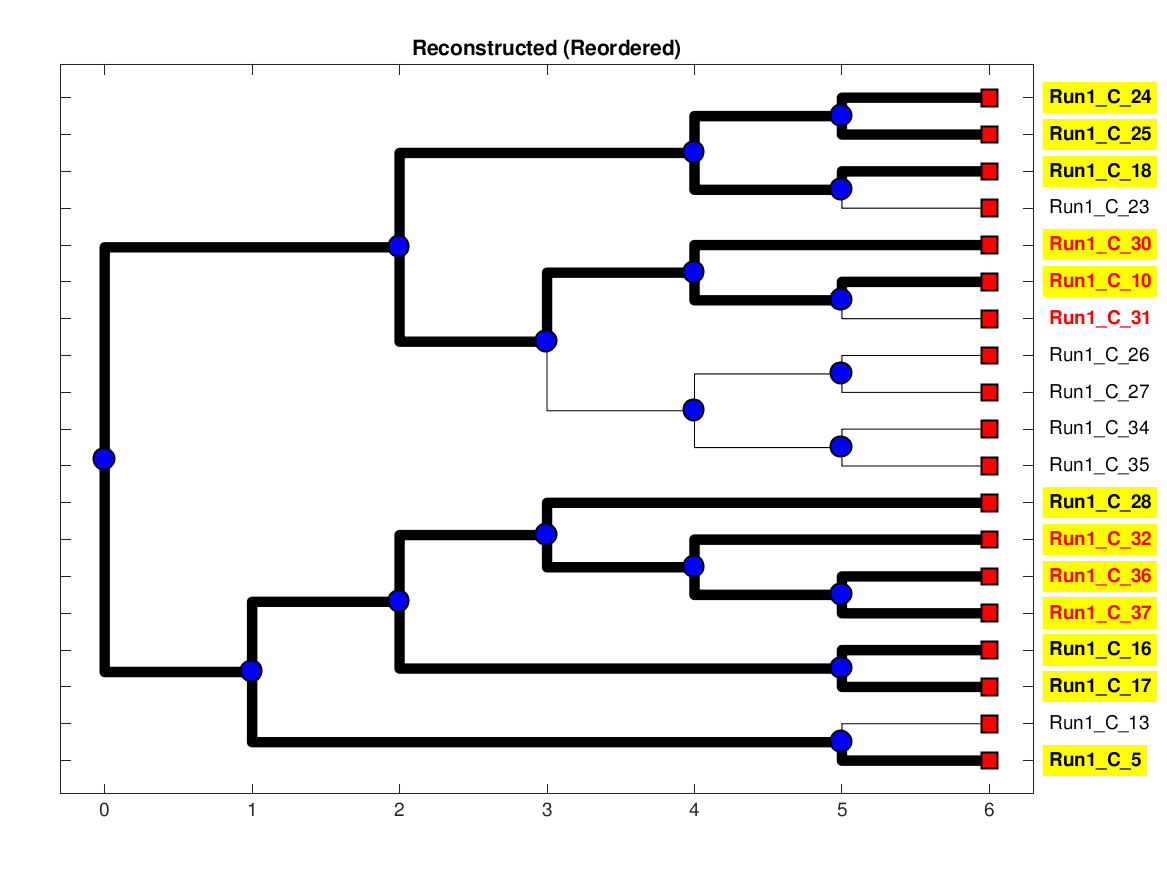 Reconstructed (Reordered)
Run1_C_24
Run1_C_25
Run1_C_18
Run1_C_23
Run1_C_30
Run1_C_10
Run1_C_31
Run1_C_26
Run1_C_27
Run1_C_34
Run1_C_35
Run1_C_28
Run1_C_32
Run1_C_36
Run1_C_37
Run1_C_16
Run1_C_17
Run1_C_13
Run1_C_5
0 1 2 3 4 5 6